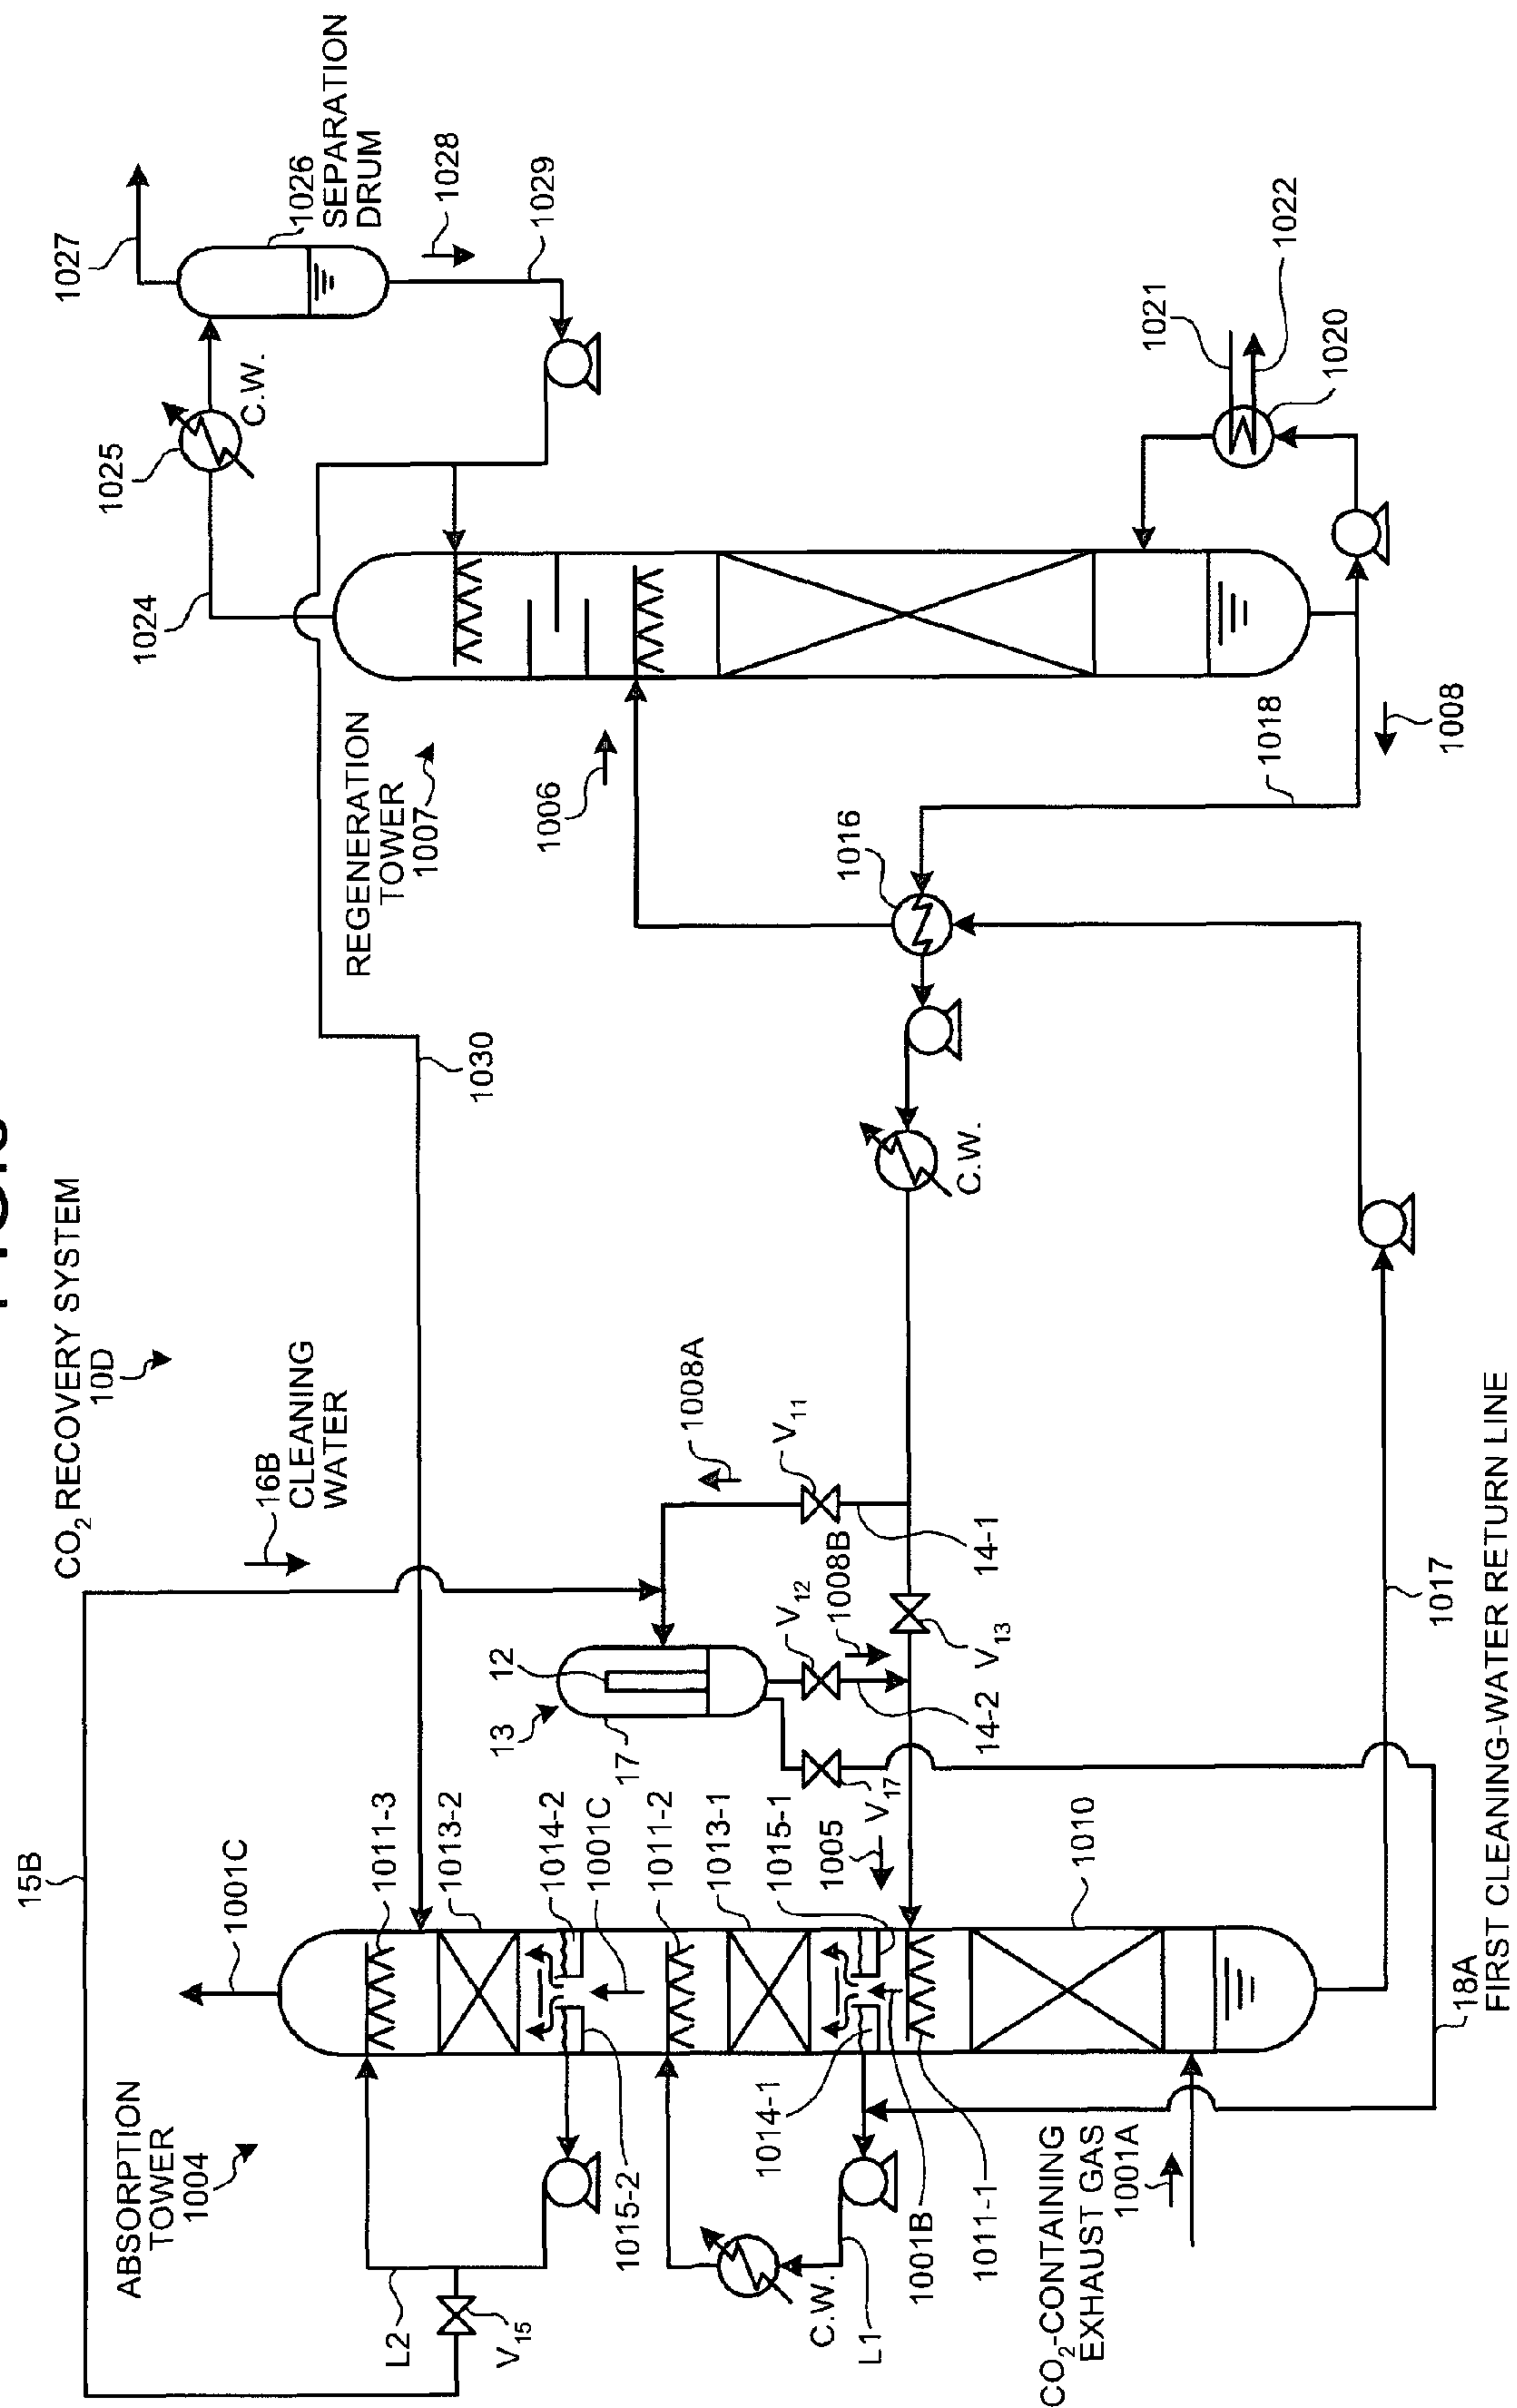 CO2 RECOVERY SYSTEM
10D
15B
1001C
16B
CLEANING
WATER
1027
1026
SEPARATION
DRUM
1028
1029
1025
C.W.
1024
1030
REGENERATION
TOWER
1007
1006
1016
1018
1008
1021
1022
1020
C.W.
1017
ABSORPTION
TOWER
1004
1011-3
1013-2
1014-2
1001C
1011-2
1013-1
1015-1
1005
1010
13
12
17
V12
1008B
V11
1008A
14-1
14-2
V13
V17
L2
V15
1015-2
C.W.
L1
1014-1
1001B
1011-1
CO2-CONTAINING
EXHAUST GAS
1001A
18A
FIRST CLEANING-WATER RETURN LINE